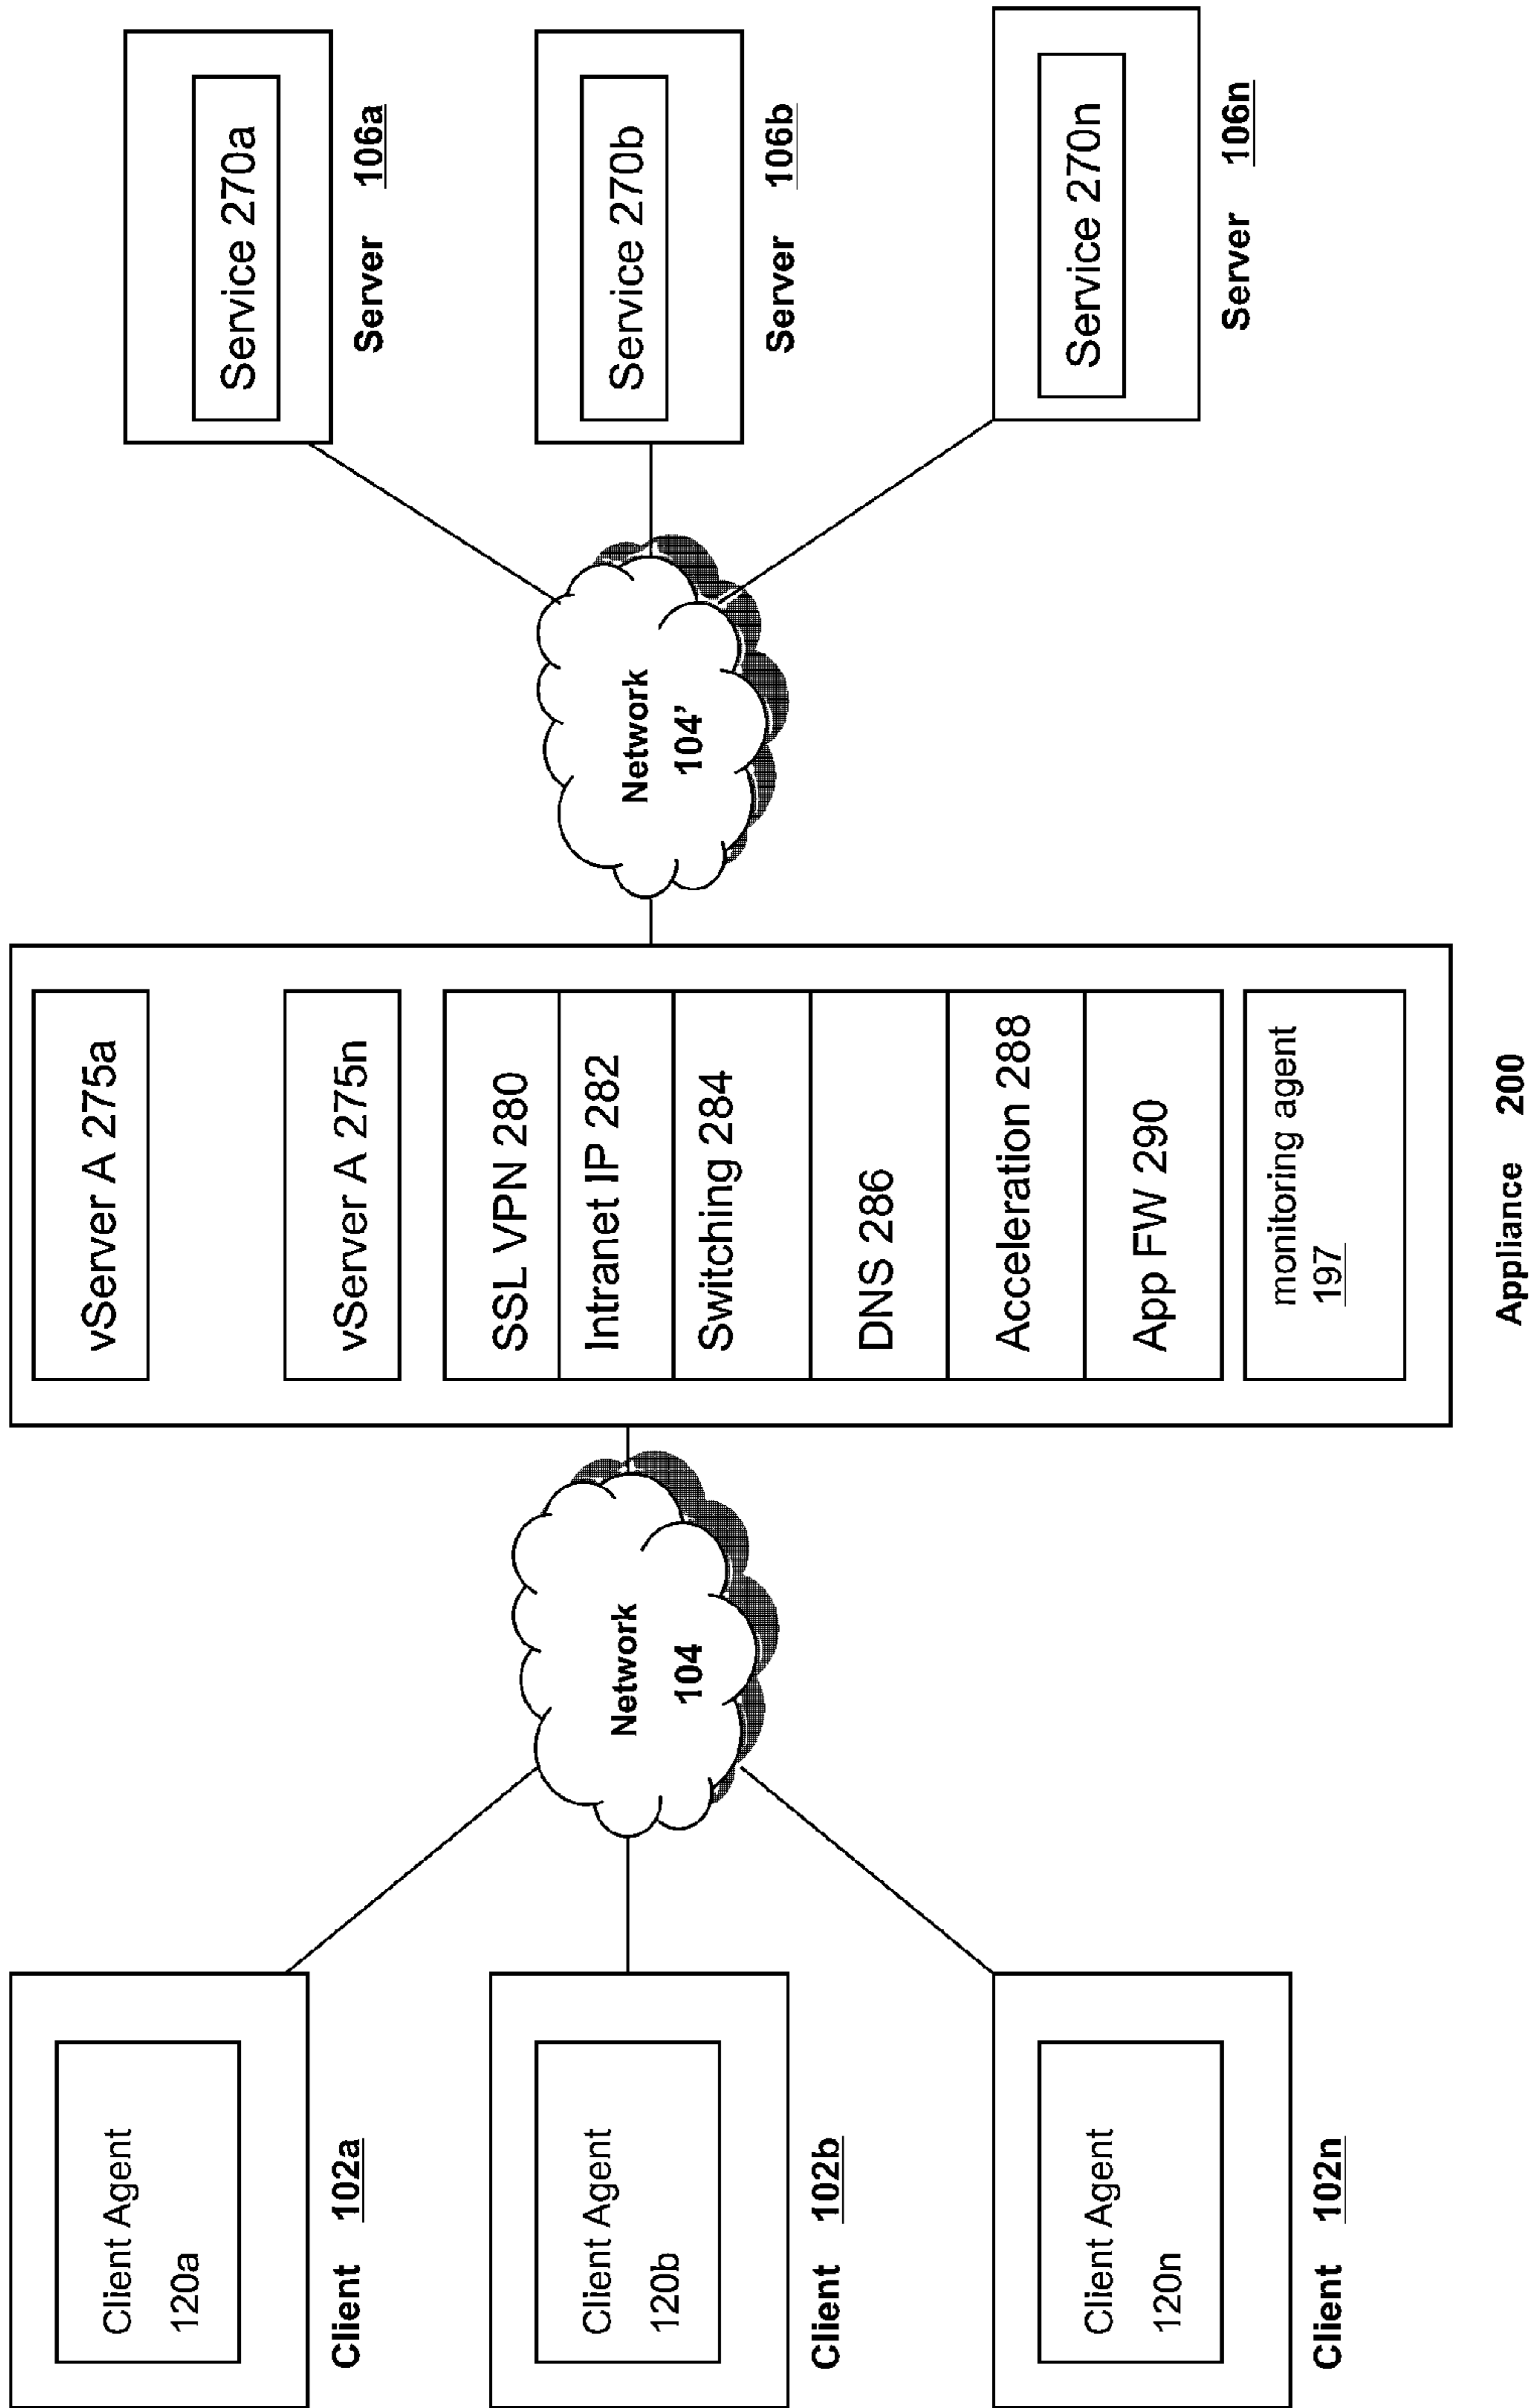 Client Agent
120a
Client 102a
Client Agent
120b
Client 102b
Client Agent
120n
Client 102n
Network
104
vServer A 275a
vServer A 275n
SSL VPN 280
Intranet IP 282
Switching 284
DNS 286
Acceleration 288
App FW 290
monitoring agent
197
Appliance 200
Network
104’
Service 270a
Server 106a
Service 270b
Server 106b
Service 270n
Server 106n